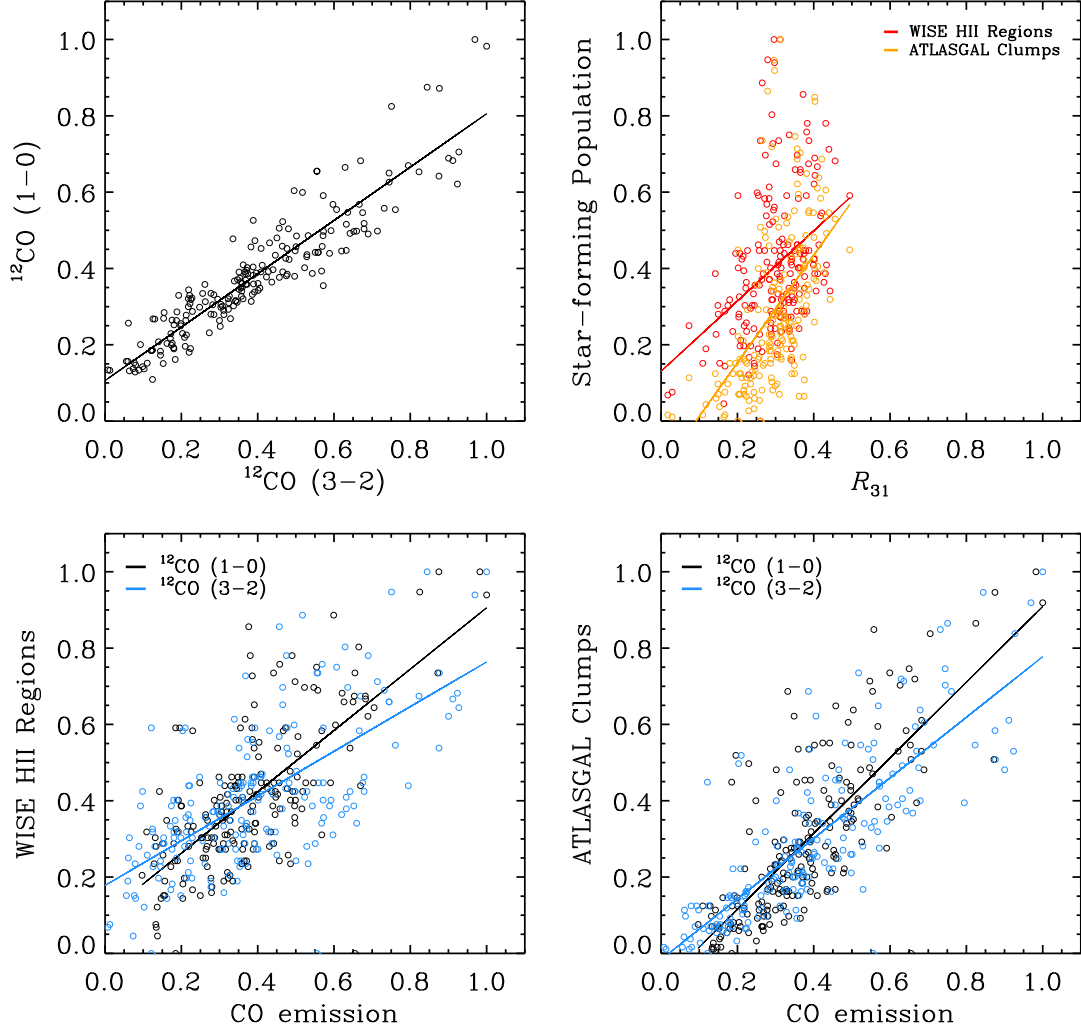 1.0
0.8
0.6
0.4
0.2
0.0
¹²CO (1−0)
0.0 0.2 0.4 0.6 0.8 1.0
¹²CO (3−2)
WISE HII Regions
ATLASGAL Clumps
1.0
0.8
0.6
0.4
0.2
0.0
Star−forming Population
0.0 0.2 0.4 0.6 0.8 1.0
R₃₁
¹²CO (1−0)
¹²CO (3−2)
1.0
0.8
0.6
0.4
0.2
0.0
WISE HII Regions
0.0 0.2 0.4 0.6 0.8 1.0
CO emission
¹²CO (1−0)
¹²CO (3−2)
1.0
0.8
0.6
0.4
0.2
0.0
ATLASGAL Clumps
0.0 0.2 0.4 0.6 0.8 1.0
CO emission